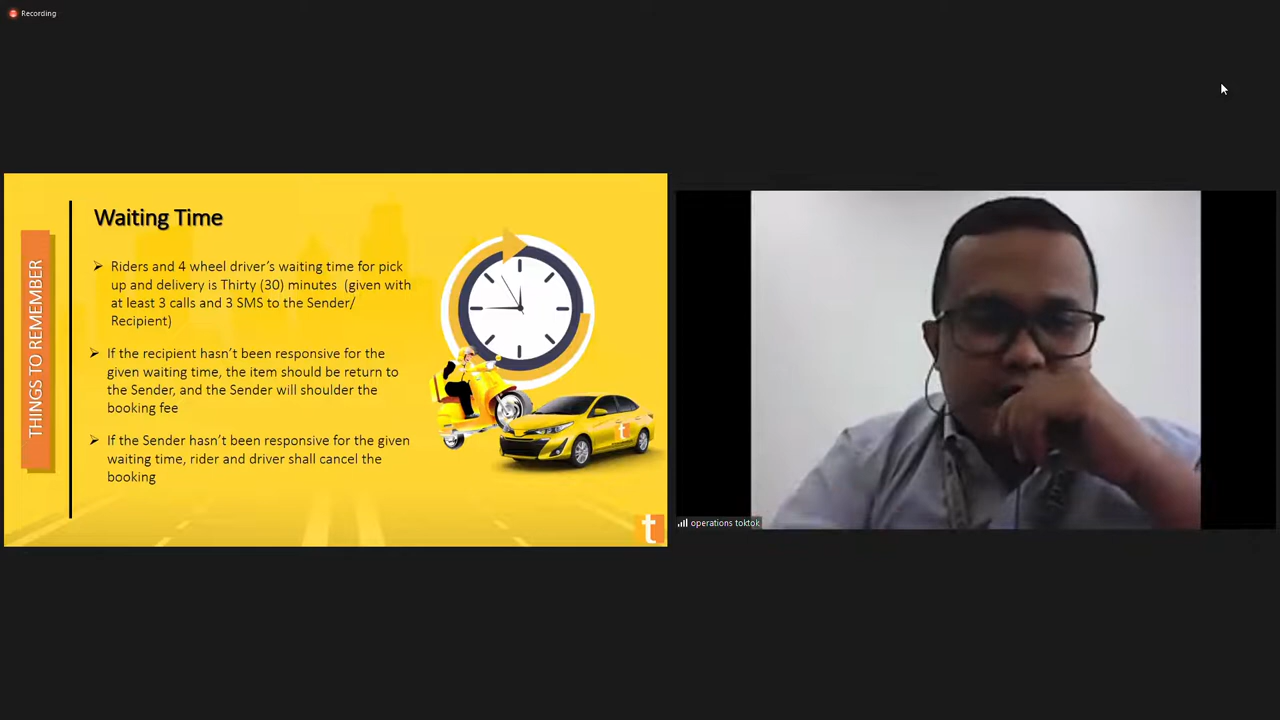 Recording
THINGS TO REMEMBER
Waiting Time
Riders and 4 wheel driver's waiting time for pick
up and delivery is Thirty (30) minutes (given with
at least 3 calls and 3 SMS to the Sender/
Recipient)
If the recipient hasn't been responsive for the
given waiting time, the item should be return to
the Sender, and the Sender will shoulder the
booking fee
If the Sender hasn't been responsive for the given
waiting time, rider and driver shall cancel the
booking
t
t
operations toktok